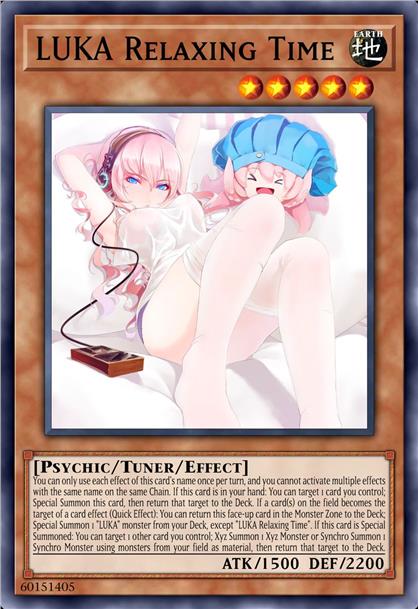 LUKA Relaxing Time
EARTH
地
[Psychic/Tuner/Effect]
You can only use each effect of this card's name once per turn, and you cannot activate multiple effects
with the same name on the same Chain. If this card is in your hand: You can target 1 card you control;
Special Summon this card, then return that target to the Deck. If a card(s) on the field becomes the
target of a card effect (Quick Effect): You can return this face-up card in the Monster Zone to the Deck;
Special Summon 1 "LUKA" monster from your Deck, except "LUKA Relaxing Time". If this card is Special
Summoned: You can target 1 other card you control; Xyz Summon 1 Xyz Monster or Synchro Summon 1
Synchro Monster using monsters from your field as material, then return that target to the Deck.
ATK/1500 DEF/2200
60151405